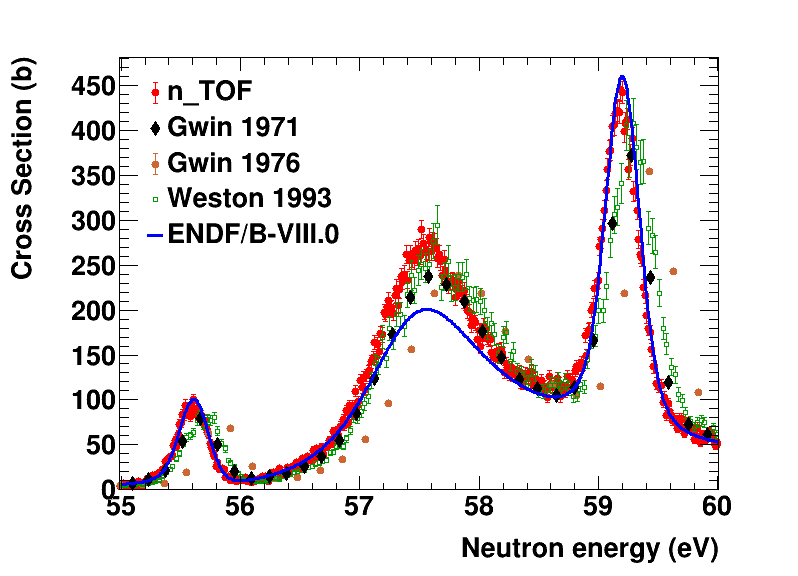 Cross Section (b)
450
400
350
300
250
200
150
100
50
0
n_TOF
Gwin 1971
Gwin 1976
Weston 1993
ENDF/B-VIII.0
55 56 57 58 59 60
Neutron energy (eV)